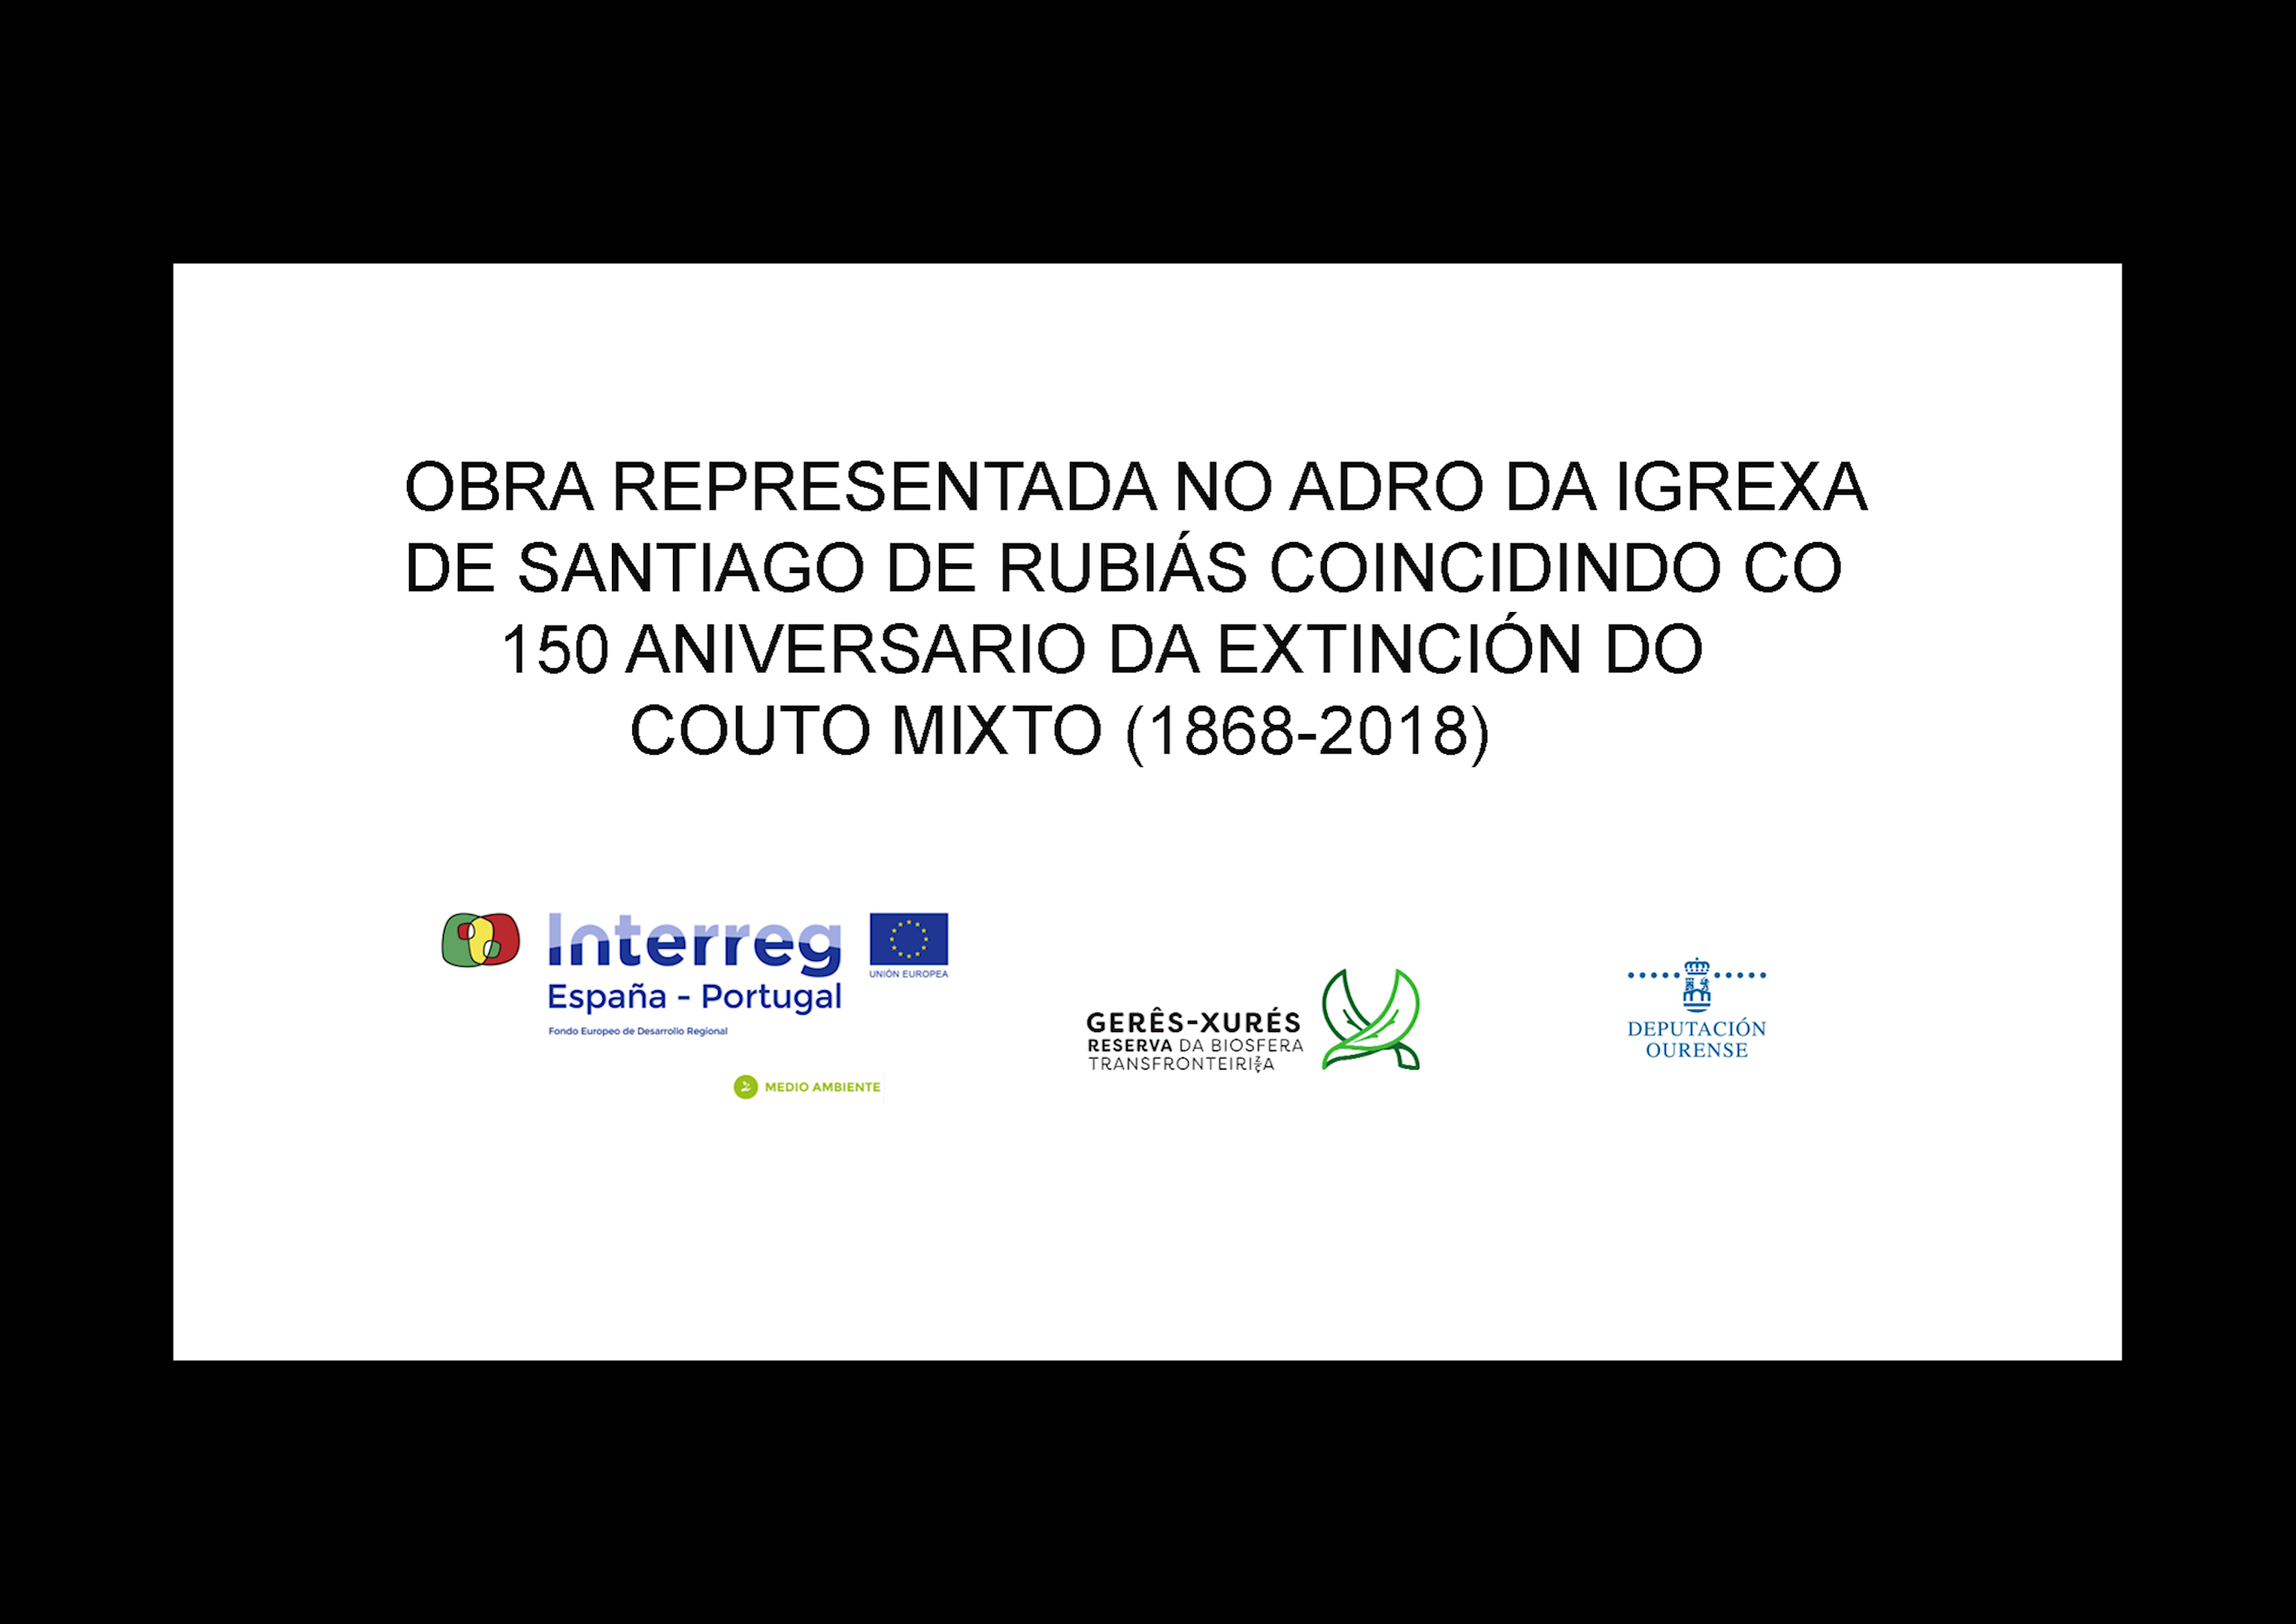 OBRA REPRESENTADA NO ADRO DA IGREXA
DE SANTIAGO DE RUBIÁS COINCIDINDO CO
150 ANIVERSARIO DA EXTINCIÓN DO
COUTO MIXTO (1868-2018)
Interreg
España - Portugal
Fondo Europeo de Desarrollo Regional
UNIÓN EUROPEA
MEDIO AMBIENTE
GERÊS-XURÉS
RESERVA DA BIOSFERA
TRANSFRONTEIRIZA
DEPUTACIÓN
OURENSE